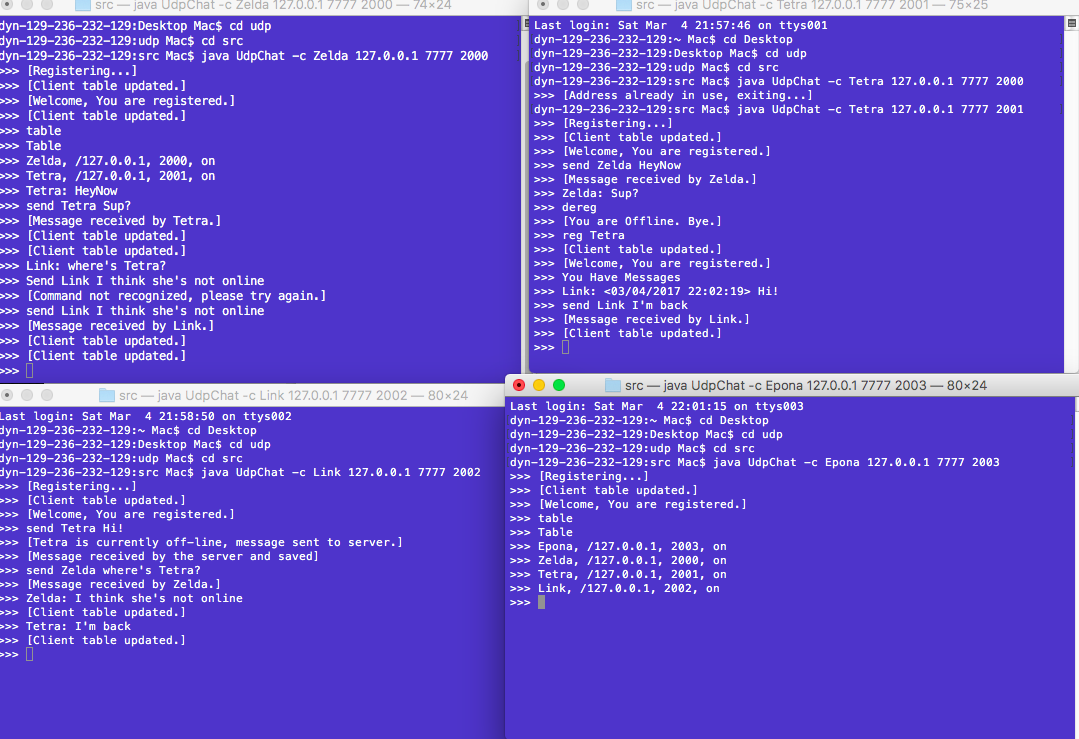 src — java UdpChat -c Zelda 127.0.0.1 7777 2000 — 74×24
dyn-129-236-232-129:Desktop Mac$ cd udp
dyn-129-236-232-129:udp Mac$ cd src
dyn-129-236-232-129:src Mac$ java UdpChat -c Zelda 127.0.0.1 7777 2000
>>> [Registering...]
>>> [Client table updated.]
>>> [Welcome, You are registered.]
>>> [Client table updated.]
>>> table
>>> Table
>>> Zelda, /127.0.0.1, 2000, on
>>> Tetra, /127.0.0.1, 2001, on
>>> Tetra: HeyNow
>>> send Tetra Sup?
>>> [Message received by Tetra.]
>>> [Client table updated.]
>>> [Client table updated.]
>>> Link: where's Tetra?
>>> Send Link I think she's not online
>>> [Command not recognized, please try again.]
>>> send Link I think she's not online
>>> [Message received by Link.]
>>> [Client table updated.]
>>> [Client table updated.]
>>>
src — java UdpChat -c Tetra 127.0.0.1 7777 2001 — 75×25
Last login: Sat Mar  4 21:57:46 on ttys001
dyn-129-236-232-129:~ Mac$ cd Desktop
dyn-129-236-232-129:Desktop Mac$ cd udp
dyn-129-236-232-129:udp Mac$ cd src
dyn-129-236-232-129:src Mac$ java UdpChat -c Tetra 127.0.0.1 7777 2000
>>> [Address already in use, exiting...]
dyn-129-236-232-129:src Mac$ java UdpChat -c Tetra 127.0.0.1 7777 2001
>>> [Registering...]
>>> [Client table updated.]
>>> [Welcome, You are registered.]
>>> send Zelda HeyNow
>>> [Message received by Zelda.]
>>> Zelda: Sup?
>>> dereg
>>> [You are Offline. Bye.]
>>> reg Tetra
>>> [Client table updated.]
>>> [Welcome, You are registered.]
>>> You Have Messages
>>> Link: <03/04/2017 22:02:19> Hi!
>>> send Link I'm back
>>> [Message received by Link.]
>>> [Client table updated.]
>>>
src — java UdpChat -c Link 127.0.0.1 7777 2002 — 80×24
Last login: Sat Mar  4 21:58:50 on ttys002
dyn-129-236-232-129:~ Mac$ cd Desktop
dyn-129-236-232-129:Desktop Mac$ cd udp
dyn-129-236-232-129:udp Mac$ cd src
dyn-129-236-232-129:src Mac$ java UdpChat -c Link 127.0.0.1 7777 2002
>>> [Registering...]
>>> [Client table updated.]
>>> [Welcome, You are registered.]
>>> send Tetra Hi!
>>> [Tetra is currently off-line, message sent to server.]
>>> [Message received by the server and saved]
>>> send Zelda where's Tetra?
>>> [Message received by Zelda.]
>>> Zelda: I think she's not online
>>> [Client table updated.]
>>> Tetra: I'm back
>>> [Client table updated.]
>>>
src — java UdpChat -c Epona 127.0.0.1 7777 2003 — 80×24
Last login: Sat Mar  4 22:01:15 on ttys003
dyn-129-236-232-129:~ Mac$ cd Desktop
dyn-129-236-232-129:Desktop Mac$ cd udp
dyn-129-236-232-129:udp Mac$ cd src
dyn-129-236-232-129:src Mac$ java UdpChat -c Epona 127.0.0.1 7777 2003
>>> [Registering...]
>>> [Client table updated.]
>>> [Welcome, You are registered.]
>>> table
>>> Table
>>> Epona, /127.0.0.1, 2003, on
>>> Zelda, /127.0.0.1, 2000, on
>>> Tetra, /127.0.0.1, 2001, on
>>> Link, /127.0.0.1, 2002, on
>>>